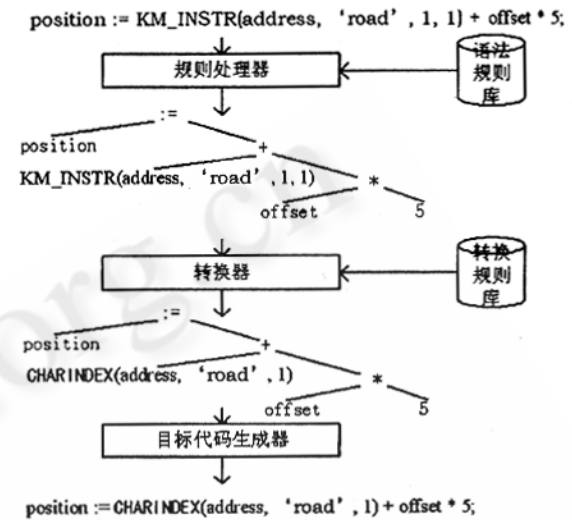 position := KM_INSTR(address, ‘road’, 1, 1) + offset * 5;
规则处理器
语法
规则
库
:=
position
+
KM_INSTR(address, ‘road’, 1, 1)
*
offset
5
转换器
转换
规则
库
:=
position
+
CHARINDEX(address, ‘road’, 1)
*
offset
5
目标代码生成器
position := CHARINDEX(address, ‘road’, 1) + offset * 5;
org.cn